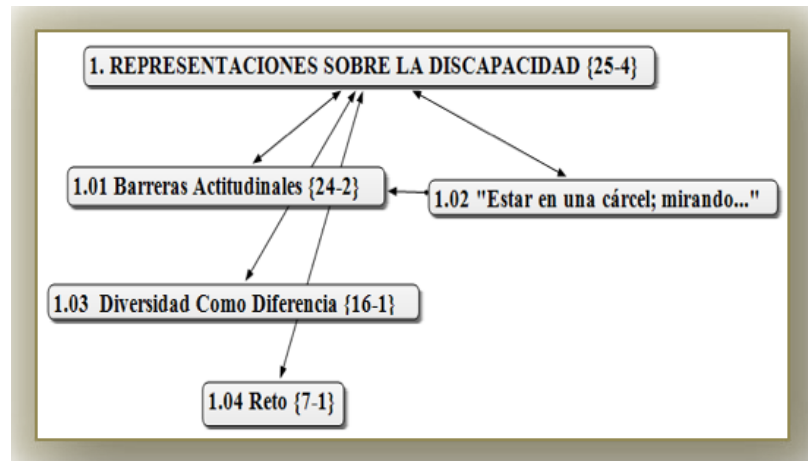 1. REPRESENTACIONES SOBRE LA DISCAPACIDAD {25-4}
1.01 Barreras Actitudinales {24-2}
1.02 "Estar en una cárcel; mirando..."
1.03 Diversidad Como Diferencia {16-1}
1.04 Reto {7-1}